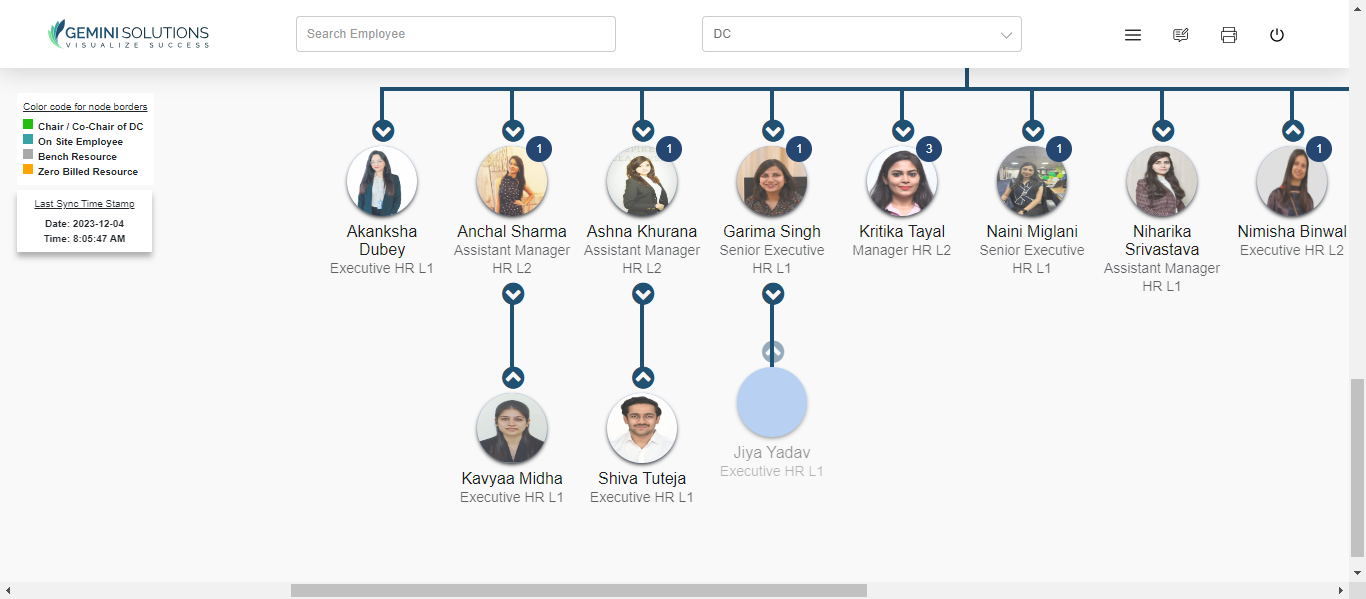 GEMINI SOLUTIONS
VISUALIZE SUCCESS
Search Employee
DC
Color code for node borders
Chair / Co-Chair of DC
On Site Employee
Bench Resource
Zero Billed Resource
Last Sync Time Stamp
Date: 2023-12-04
Time: 8:05:47 AM
Akanksha
Dubey
Executive HR L1
1
Anchal Sharma
Assistant Manager
HR L2
1
Ashna Khurana
Assistant Manager
HR L2
1
Garima Singh
Senior Executive
HR L1
3
Kritika Tayal
Manager HR L2
1
Naini Miglani
Senior Executive
HR L1
Niharika
Srivastava
Assistant Manager
HR L1
1
Nimisha Binwal
Executive HR L2
Kavyaa Midha
Executive HR L1
Shiva Tuteja
Executive HR L1
Jiya Yadav
Executive HR L1